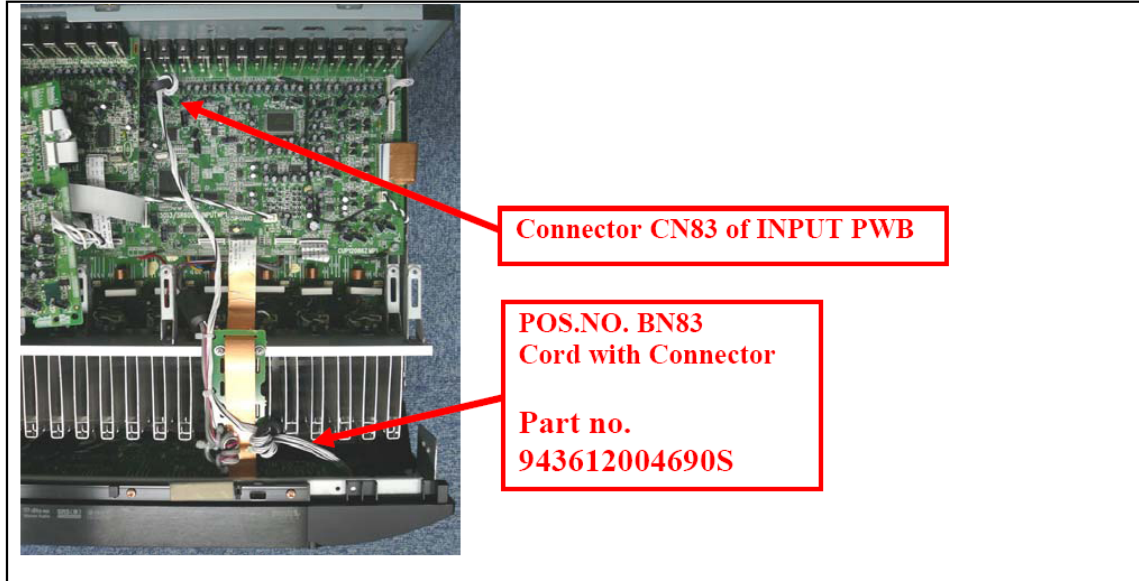 Connector CN83 of INPUT PWB
POS.NO. BN83
Cord with Connector
Part no.
943612004690S